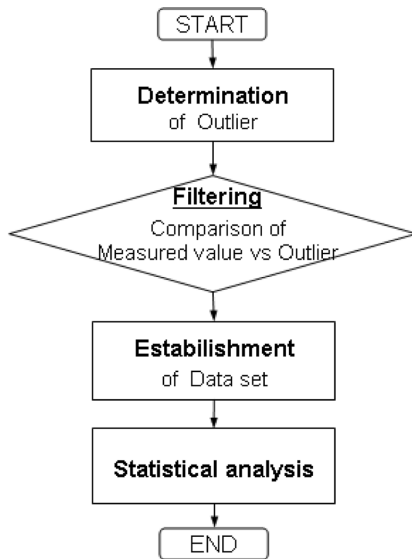 START
Determination
of Outlier
Filtering
Comparison of
Measured value vs Outlier
Estabilishment
of Data set
Statistical analysis
END